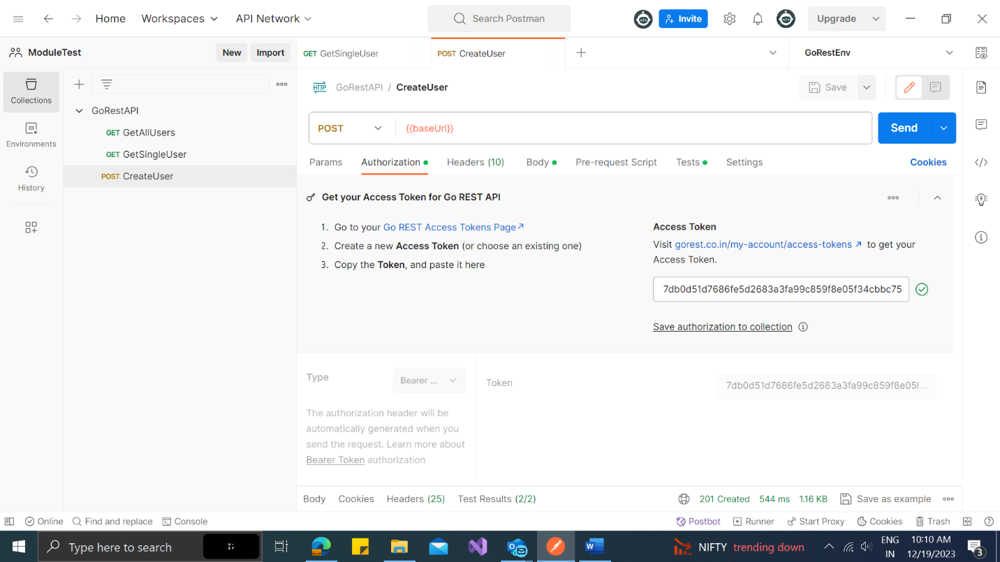 Home Workspaces API Network Search Postman Invite Upgrade
ModuleTest New Import GET GetSingleUser POST CreateUser GoRestEnv
Collections
Environments
History
GoRestAPI
GET GetAllUsers
GET GetSingleUser
POST CreateUser
HTTP GoRestAPI / CreateUser Save
POST {{baseUrl}} Send
Params Authorization Headers (10) Body Pre-request Script Tests Settings Cookies
Get your Access Token for Go REST API
1. Go to your Go REST Access Tokens Page
2. Create a new Access Token (or choose an existing one)
3. Copy the Token, and paste it here
Access Token
Visit gorest.co.in/my-account/access-tokens to get your
Access Token.
7db0d51d7686fe5d2683a3fa99c859f8e05f34cbbc75
Save authorization to collection
Type Bearer ...
The authorization header will be
automatically generated when you
send the request. Learn more about
Bearer Token authorization
Token 7db0d51d7686fe5d2683a3fa99c859f8e05f...
Body Cookies Headers (25) Test Results (2/2) 201 Created 544 ms 1.16 KB Save as example
Online Find and replace Console Postbot Runner Start Proxy Cookies Trash
Type here to search NIFTY trending down ENG IN 10:10 AM 12/19/2023 3